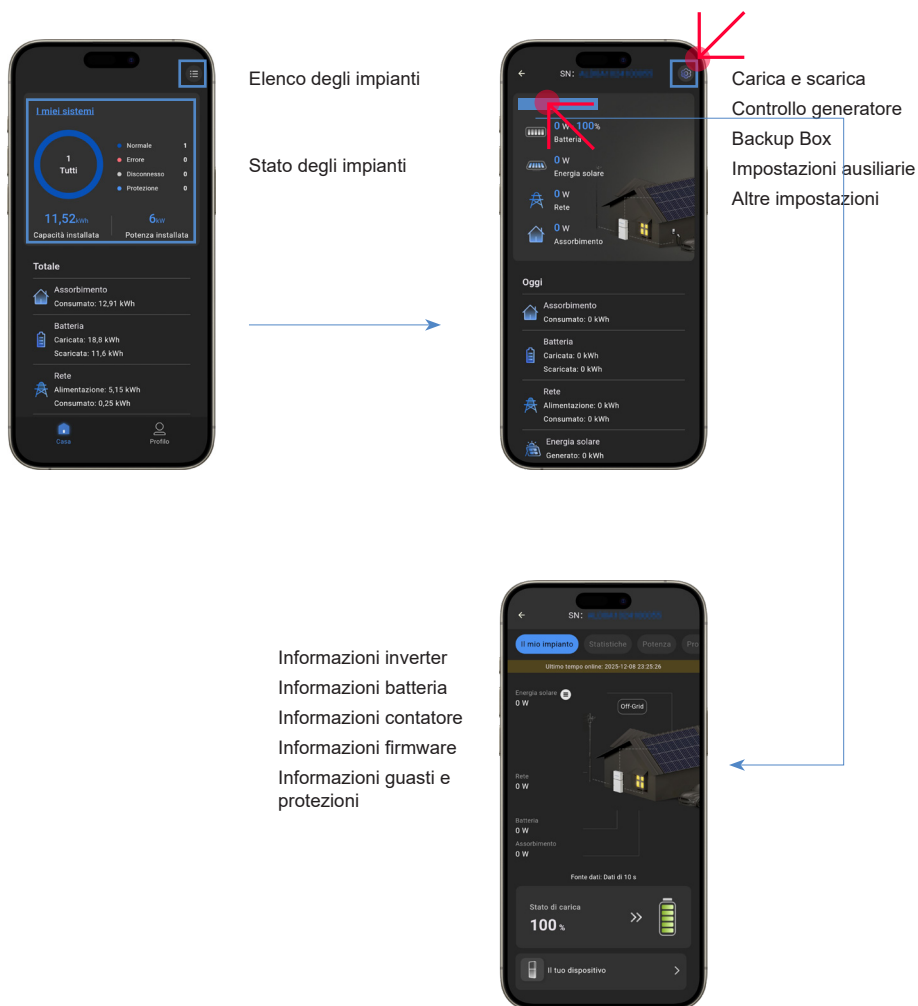 Elenco degli impianti
Stato degli impianti
I miei sistemi
1
Tutti
Normale 1
Errore 0
Disconnesso 0
Protezione 0
11,52kWh
Capacità installata
6kW
Potenza installata
Totale
Assorbimento
Consumato: 12,91 kWh
Batteria
Caricata: 18,8 kWh
Scaricata: 11,6 kWh
Rete
Alimentazione: 5,15 kWh
Consumato: 0,25 kWh
Casa
Profilo
SN:
0 W 100%
Batteria
0 W
Energia solare
0 W
Rete
0 W
Assorbimento
Oggi
Assorbimento
Consumato: 0 kWh
Batteria
Caricata: 0 kWh
Scaricata: 0 kWh
Rete
Alimentazione: 0 kWh
Consumato: 0 kWh
Energia solare
Generato: 0 kWh
Carica e scarica
Controllo generatore
Backup Box
Impostazioni ausiliarie
Altre impostazioni
Informazioni inverter
Informazioni batteria
Informazioni contatore
Informazioni firmware
Informazioni guasti e
protezioni
SN:
Il mio impianto Statistiche Potenza Pro
Ultimo tempo online: 2025-12-08 23:25:26
Energia solare
0 W
Off-Grid
Rete
0 W
Batteria
0 W
Assorbimento
0 W
Fonte dati: Dati di 10 s
Stato di carica
100 %
Il tuo dispositivo